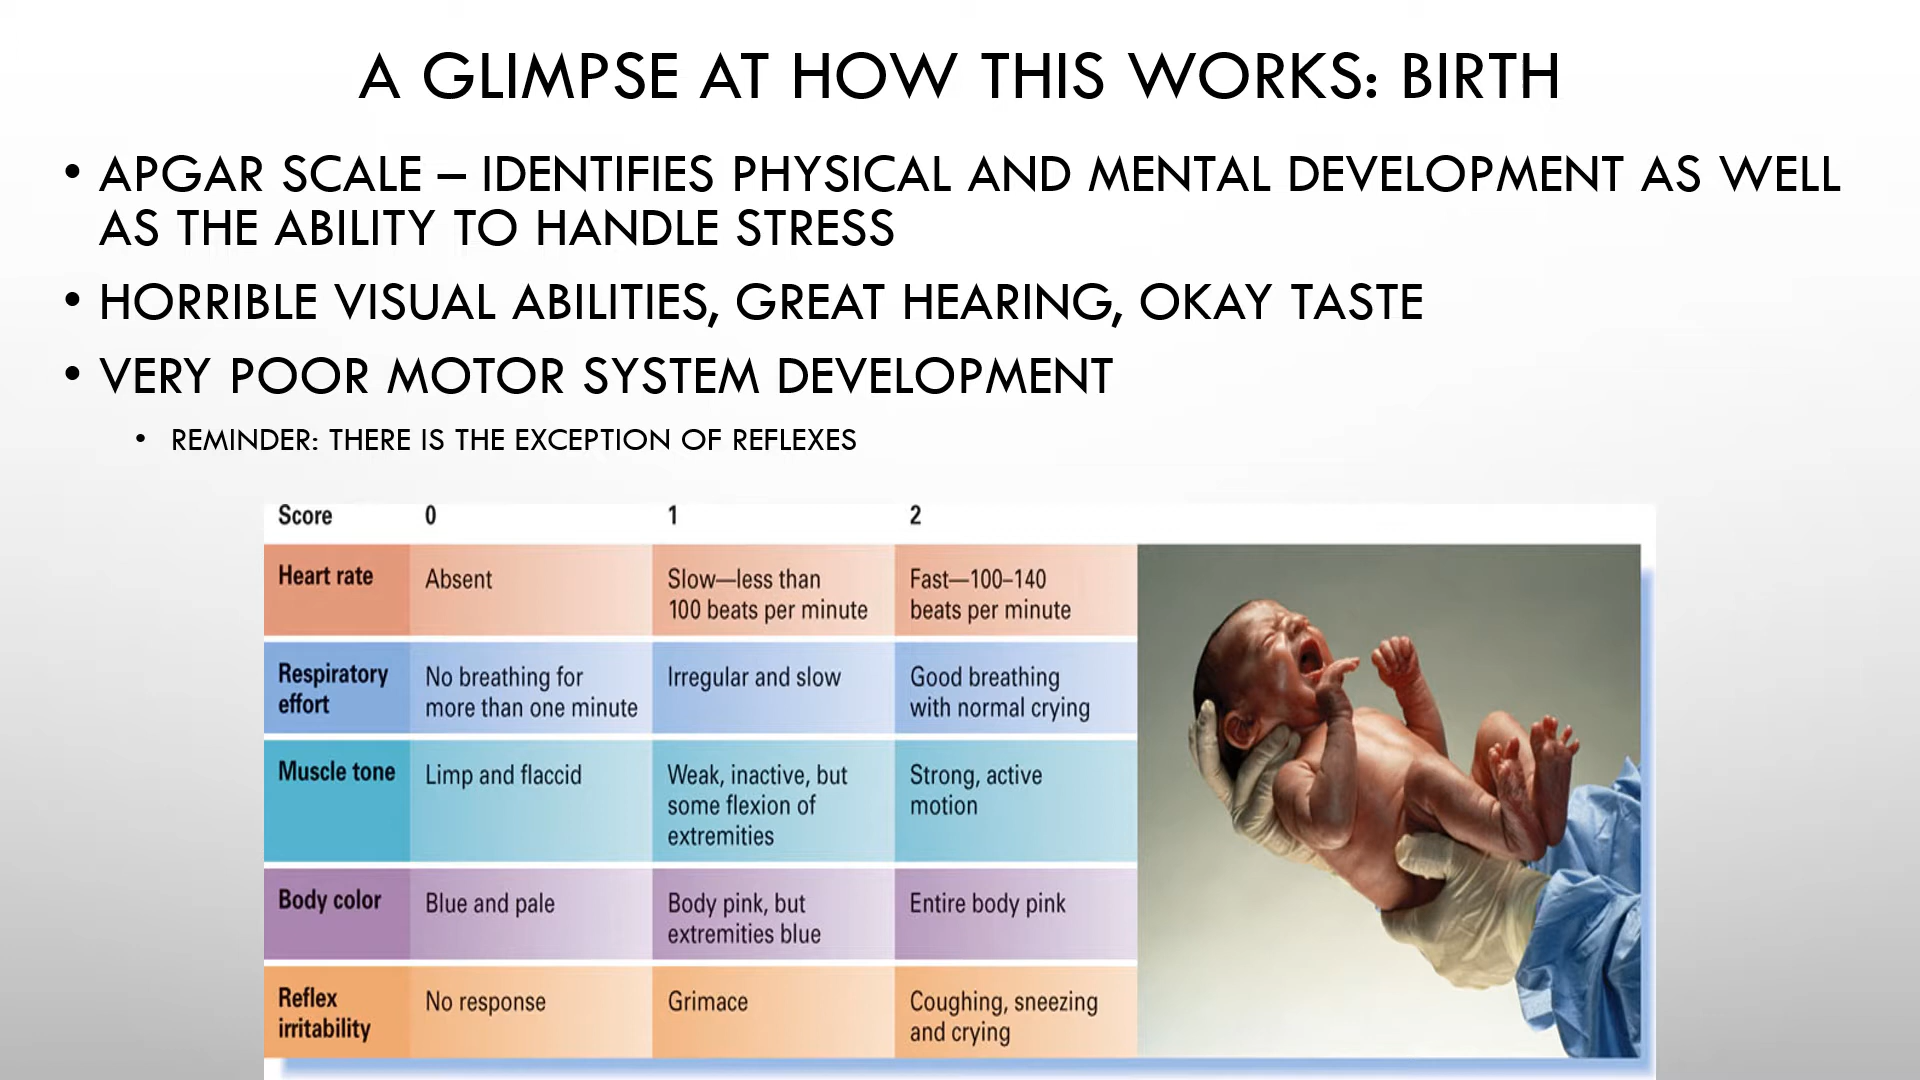 A GLIMPSE AT HOW THIS WORKS: BIRTH
• APGAR SCALE – IDENTIFIES PHYSICAL AND MENTAL DEVELOPMENT AS WELL
AS THE ABILITY TO HANDLE STRESS
• HORRIBLE VISUAL ABILITIES, GREAT HEARING, OKAY TASTE
• VERY POOR MOTOR SYSTEM DEVELOPMENT
• REMINDER: THERE IS THE EXCEPTION OF REFLEXES
Score 0 1 2
Heart rate Absent Slow—less than Fast—100–140
100 beats per minute beats per minute
Respiratory No breathing for Irregular and slow Good breathing
effort more than one minute with normal crying
Muscle tone Limp and flaccid Weak, inactive, but Strong, active
some flexion of motion
extremities
Body color Blue and pale Body pink, but Entire body pink
extremities blue
Reflex No response Grimace Coughing, sneezing
irritability and crying